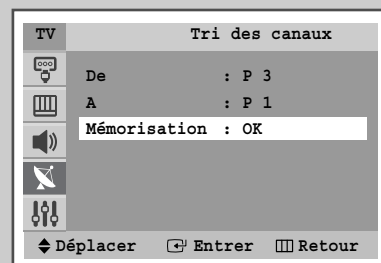 TV Tri des canaux
De : P 3
A : P 1
Mémorisation : OK
Déplacer Entrer Retour